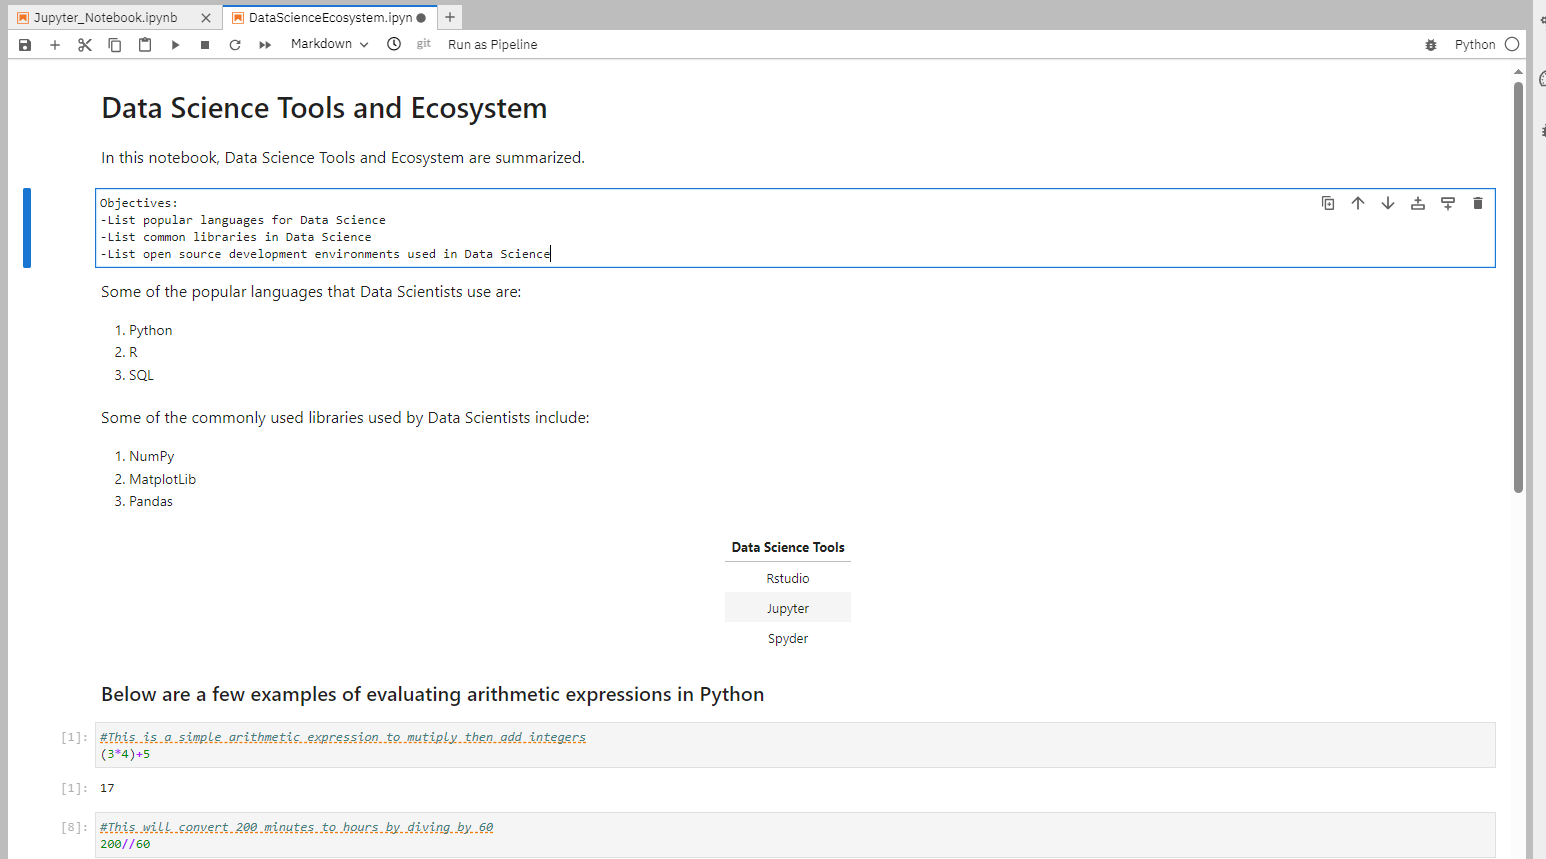 Jupyter_Notebook.ipynb
DataScienceEcosystem.ipyn
Markdown git Run as Pipeline Python
Data Science Tools and Ecosystem
In this notebook, Data Science Tools and Ecosystem are summarized.
Objectives:
-List popular languages for Data Science
-List common libraries in Data Science
-List open source development environments used in Data Science
Some of the popular languages that Data Scientists use are:
1. Python
2. R
3. SQL
Some of the commonly used libraries used by Data Scientists include:
1. NumPy
2. MatplotLib
3. Pandas
Data Science Tools
Rstudio
Jupyter
Spyder
Below are a few examples of evaluating arithmetic expressions in Python
[1]: #This is a simple arithmetic expression to mutiply then add integers
(3*4)+5
[1]: 17
[8]: #This will convert 200 minutes to hours by diving by 60
200//60